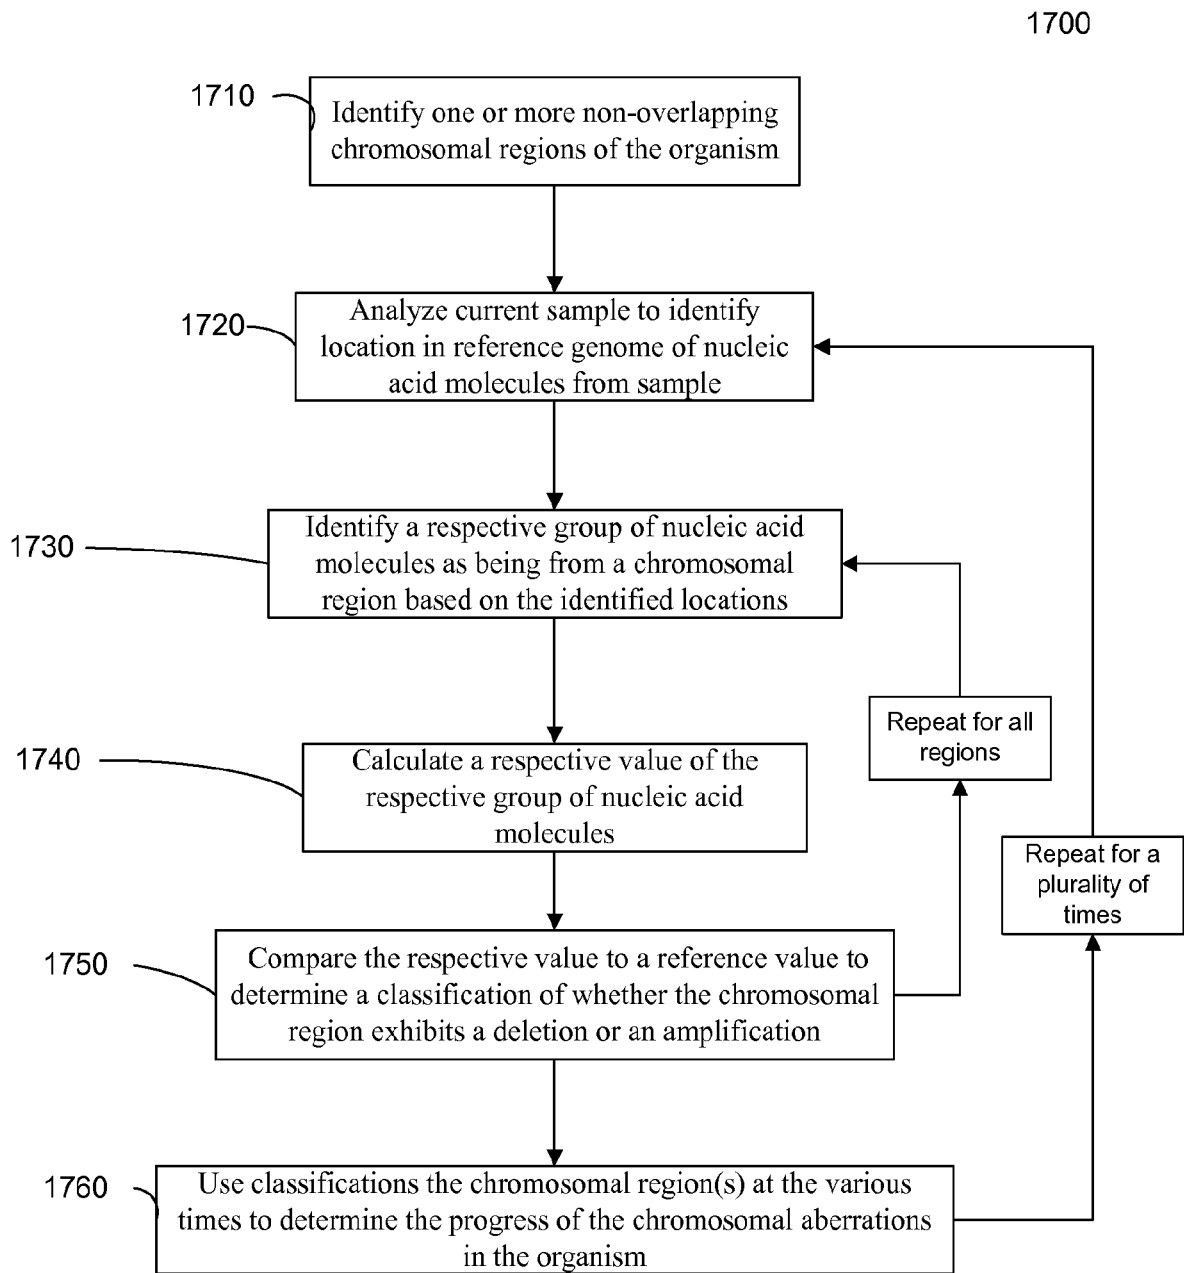 1700
1710
Identify one or more non-overlapping
chromosomal regions of the organism
1720
Analyze current sample to identify
location in reference genome of nucleic
acid molecules from sample
1730
Identify a respective group of nucleic acid
molecules as being from a chromosomal
region based on the identified locations
Repeat for all
regions
1740
Calculate a respective value of the
respective group of nucleic acid
molecules
Repeat for a
plurality of
times
1750
Compare the respective value to a reference value to
determine a classification of whether the chromosomal
region exhibits a deletion or an amplification
1760
Use classifications the chromosomal region(s) at the various
times to determine the progress of the chromosomal aberrations
in the organism